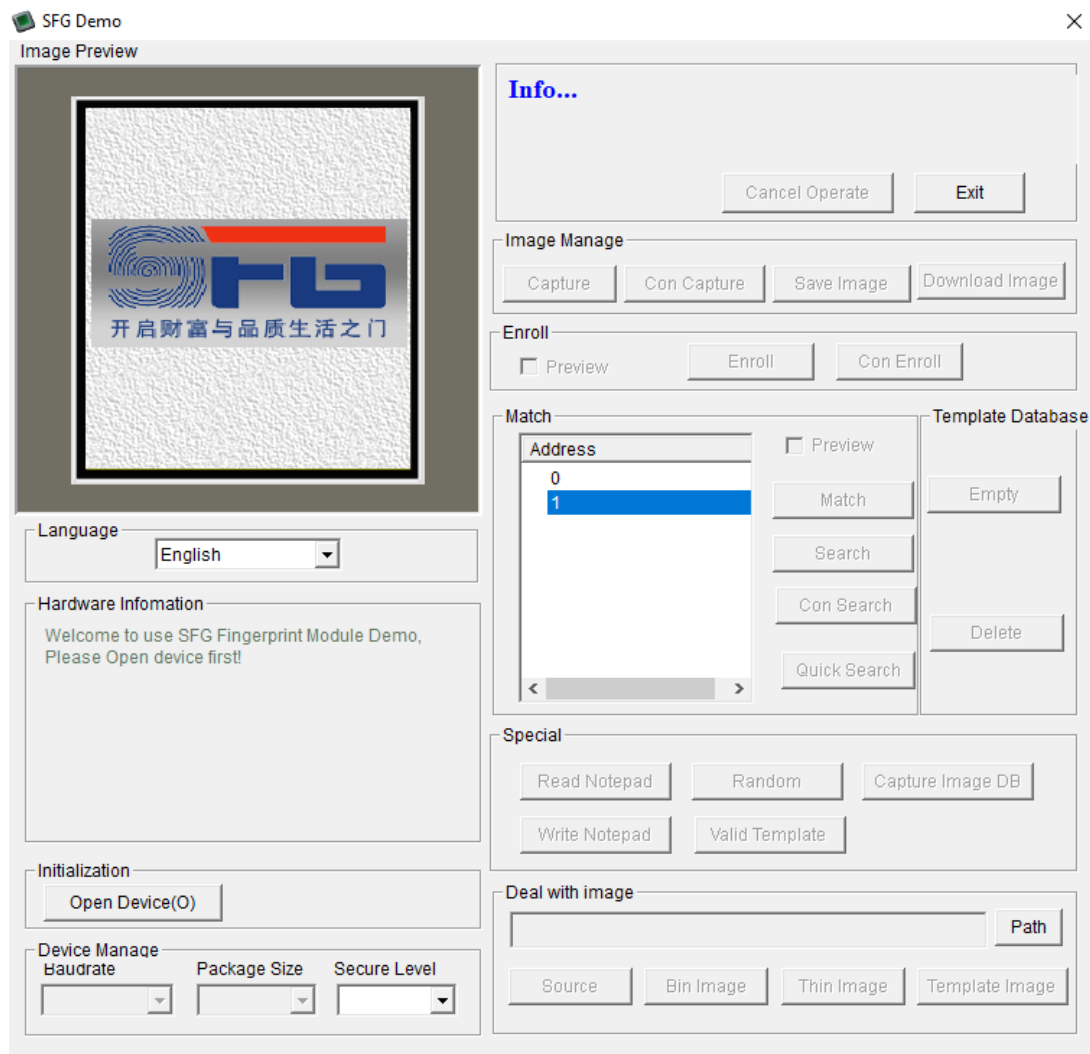 SFG Demo
Image Preview
SFG
开启财富与品质生活之门
Language
English
Hardware Infomation
Welcome to use SFG Fingerprint Module Demo,
Please Open device first!
Initialization
Open Device(O)
Device Manage
Baudrate Package Size Secure Level
Info...
Cancel Operate Exit
Image Manage
Capture Con Capture Save Image Download Image
Enroll
Preview Enroll Con Enroll
Match
Address
0
1
Preview
Match
Search
Con Search
Quick Search
Template Database
Empty
Delete
Special
Read Notepad Random Capture Image DB
Write Notepad Valid Template
Deal with image
Path
Source Bin Image Thin Image Template Image